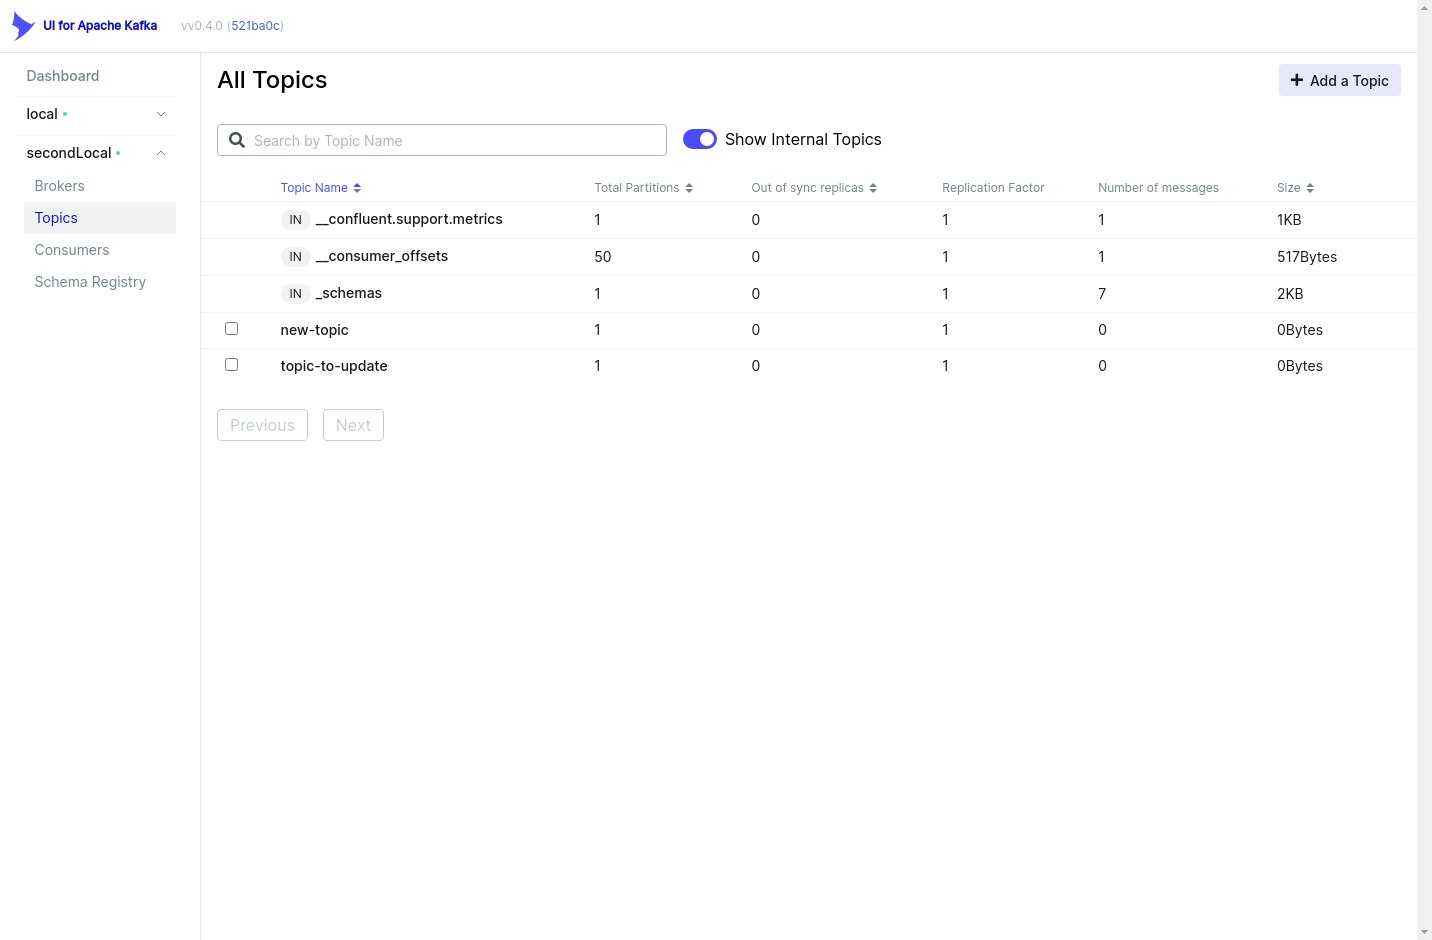 UI for Apache Kafka vv0.4.0 (521ba0c)
Dashboard
local
secondLocal
Brokers
Topics
Consumers
Schema Registry
All Topics
Add a Topic
Search by Topic Name
Show Internal Topics
Topic Name Total Partitions Out of sync replicas Replication Factor Number of messages Size
IN __confluent.support.metrics 1 0 1 1 1KB
IN __consumer_offsets 50 0 1 1 517Bytes
IN _schemas 1 0 1 7 2KB
new-topic 1 0 1 0 0Bytes
topic-to-update 1 0 1 0 0Bytes
Previous Next